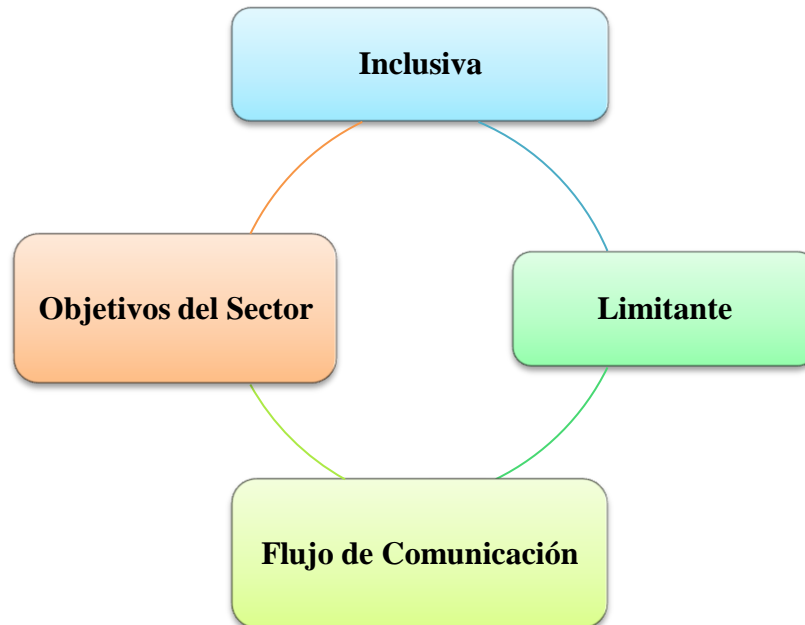 Inclusiva
Objetivos del Sector
Limitante
Flujo de Comunicación